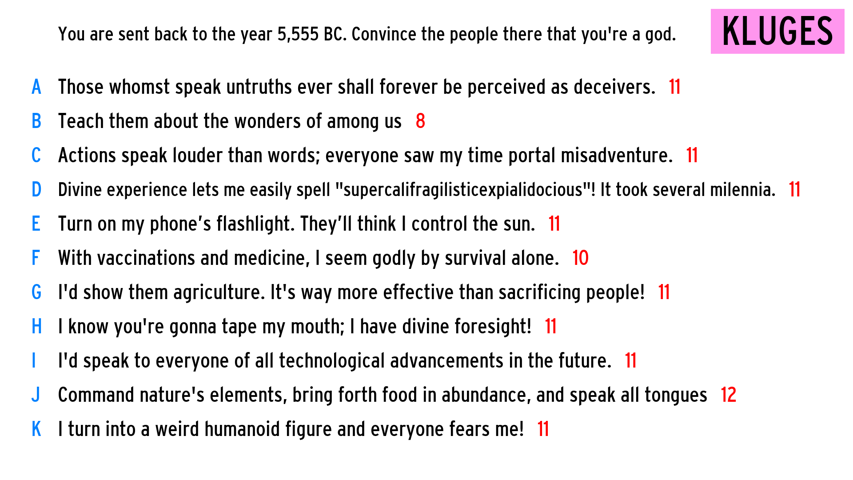 You are sent back to the year 5,555 BC. Convince the people there that you're a god. KLUGES
A Those whomst speak untruths ever shall forever be perceived as deceivers. 11
B Teach them about the wonders of among us 8
C Actions speak louder than words; everyone saw my time portal misadventure. 11
D Divine experience lets me easily spell "supercalifragilisticexpialidocious"! It took several milennia. 11
E Turn on my phone’s flashlight. They’ll think I control the sun. 11
F With vaccinations and medicine, I seem godly by survival alone. 10
G I'd show them agriculture. It's way more effective than sacrificing people! 11
H I know you're gonna tape my mouth; I have divine foresight! 11
I I'd speak to everyone of all technological advancements in the future. 11
J Command nature's elements, bring forth food in abundance, and speak all tongues 12
K I turn into a weird humanoid figure and everyone fears me! 11